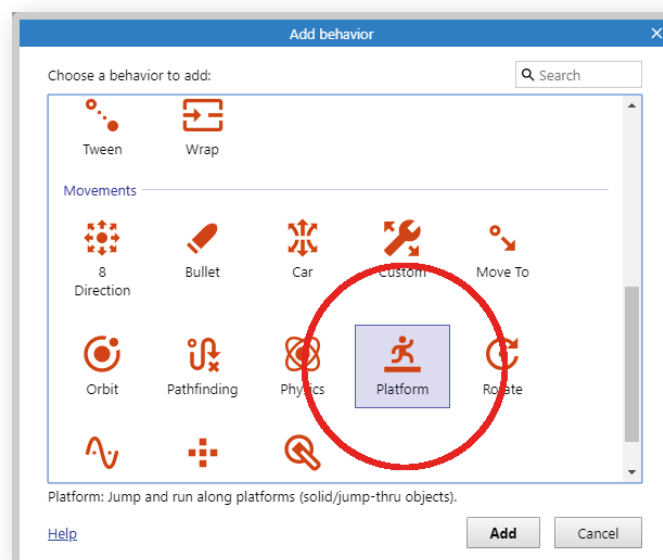 Add behavior
Choose a behavior to add:
Search
Tween
Wrap
Movements
8
Direction
Bullet
Car
Custom
Move To
Orbit
Pathfinding
Physics
Platform
Rotate
Platform: Jump and run along platforms (solid/jump-thru objects).
Help
Add
Cancel